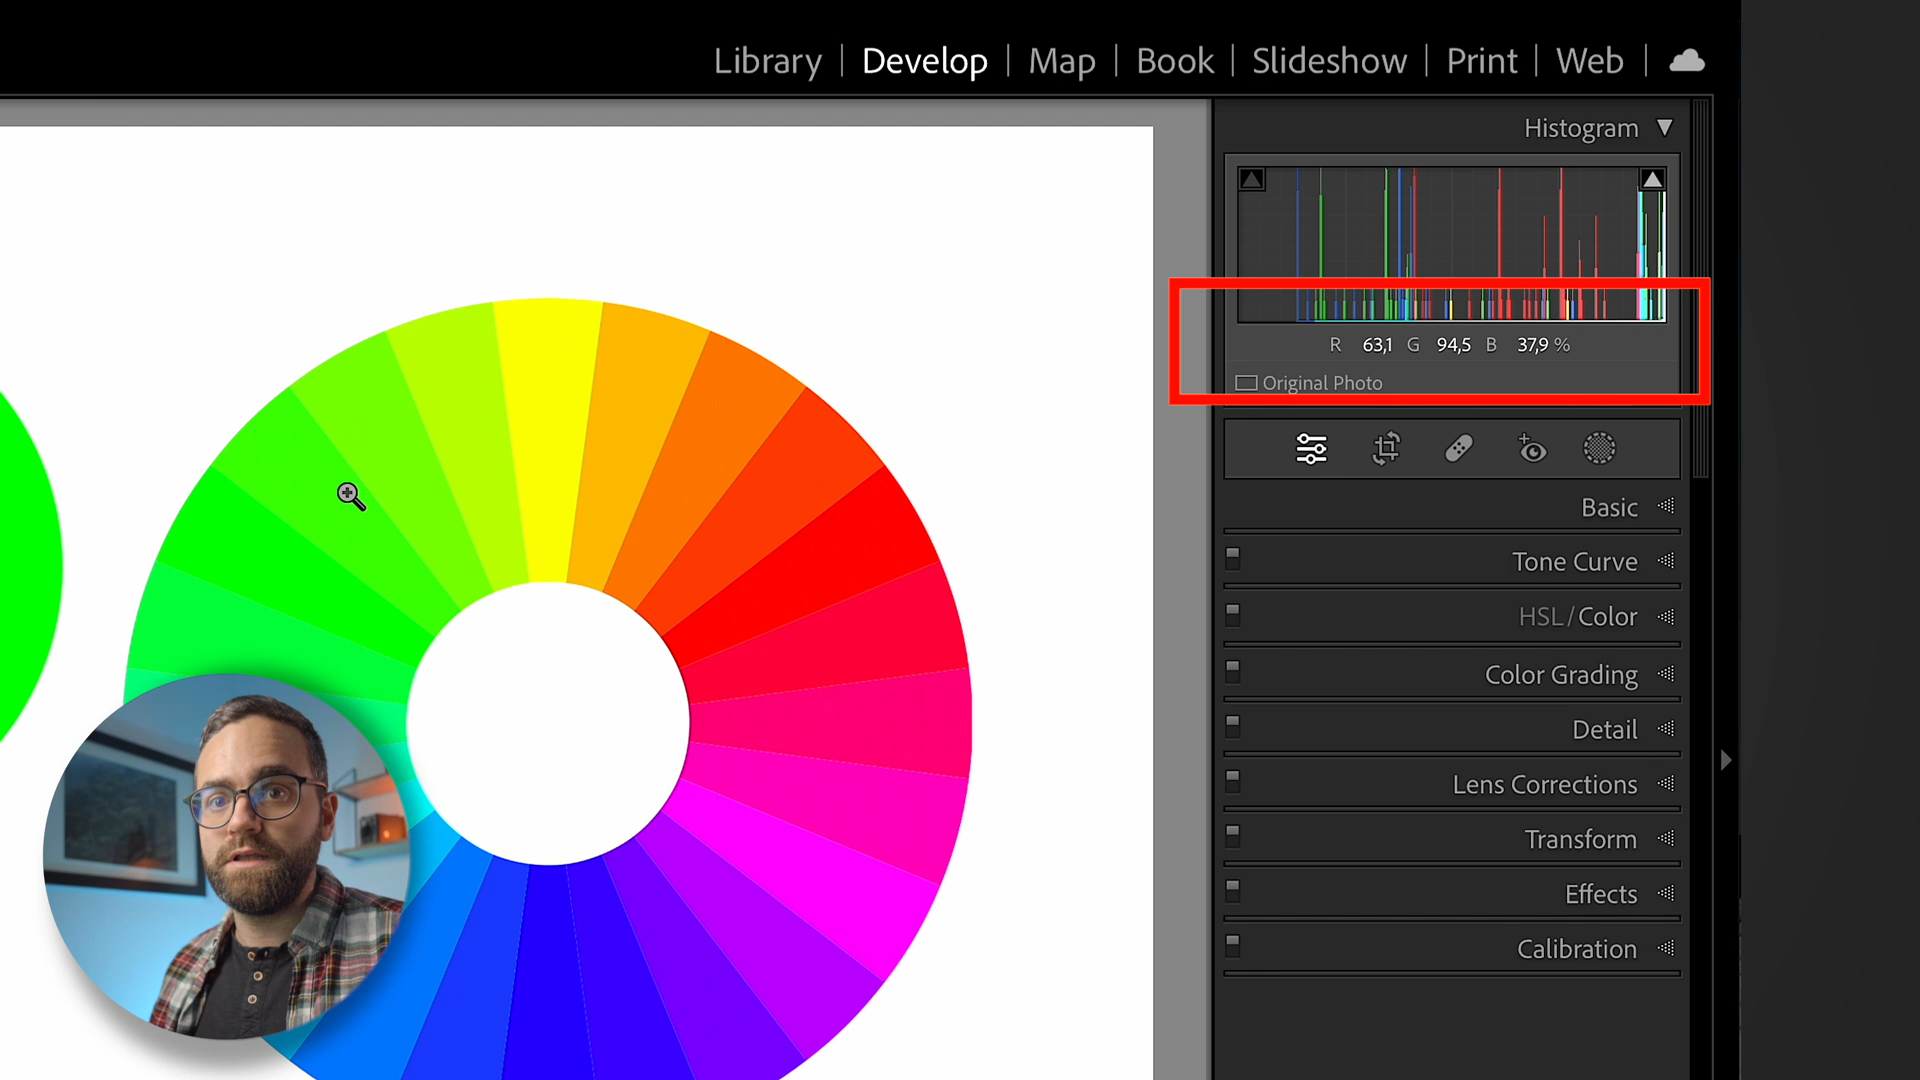 Library | Develop | Map | Book | Slideshow | Print | Web |
Histogram
R 63,1 G 94,5 B 37,9 %
Original Photo
Basic
Tone Curve
HSL / Color
Color Grading
Detail
Lens Corrections
Transform
Effects
Calibration